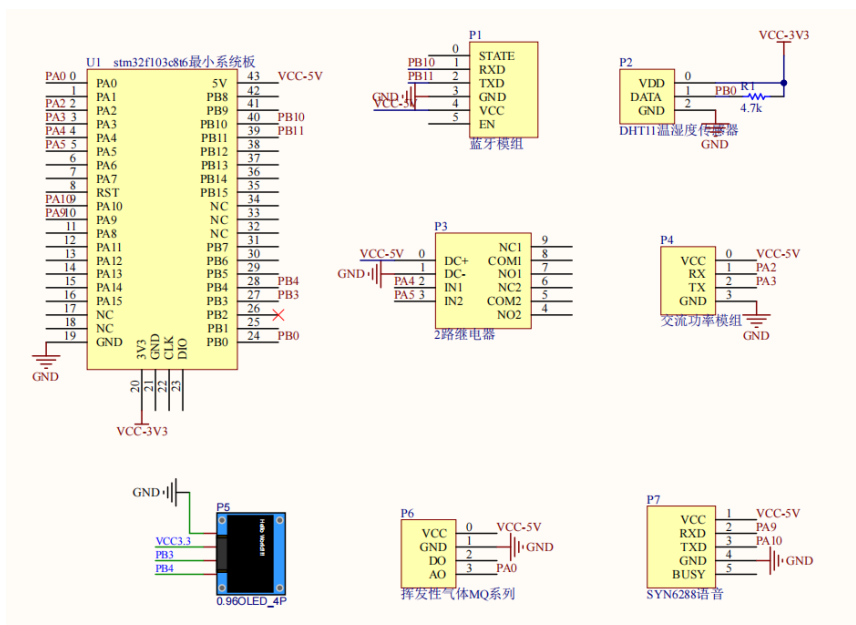 U1 stm32f103c8t6最小系统板
PA0 0 PA0 5V 43 VCC-5V
1 PA1 PB8 42
PA2 2 PA2 PB9 41
PA3 3 PA3 PB10 40 PB10
PA4 4 PA4 PB11 39 PB11
PA5 5 PA5 PB12 38
6 PA6 PB13 37
7 PA7 PB14 36
8 RST PB15 35
PA10 9 PA10 NC 34
PA9 10 PA9 NC 33
11 PA8 NC 32
12 PA11 PB7 31
13 PA12 PB6 30
14 PA13 PB5 29
15 PA14 PB4 28 PB4
16 PA15 PB3 27 PB3
17 NC PB2 26
18 NC PB1 25
19 GND PB0 24 PB0
GND
3V3 GND CLK DIO
20 21 22 23
VCC-3V3
P1
0 STATE
PB10 1 RXD
PB11 2 TXD
GND 3 GND
VCC-5V 4 VCC
5 EN
蓝牙模组
VCC-3V3
P2
VDD 0
DATA 1 PB0 R1
GND 2 4.7k
DHT11温湿度传感器
GND
P3
NC1 9
VCC-5V 0 DC+ COM1 8
GND 1 DC- NO1 7
PA4 2 IN1 NC2 6
PA5 3 IN2 COM2 5
NO2 4
2路继电器
P4
VCC 0 VCC-5V
RX 1 PA2
TX 2 PA3
GND 3
交流功率模组
GND
GND
P5
VCC3.3
PB3
PB4
0.96OLED_4P
P6
VCC 0 VCC-5V
GND 1 GND
DO 2
AO 3 PA0
挥发性气体MQ系列
P7
VCC 1 VCC-5V
RXD 2 PA9
TXD 3 PA10
GND 4 GND
BUSY 5
SYN6288语音